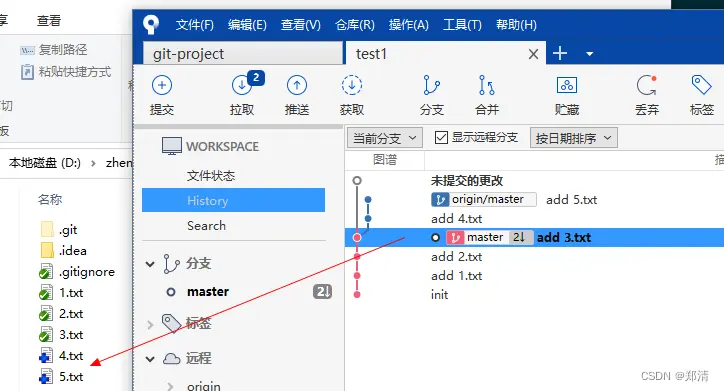 享
查看
复制路径
粘贴快捷方式
切
板
本地磁盘 (D:)
zhen
名称
.git
.idea
.gitignore
1.txt
2.txt
3.txt
4.txt
5.txt
文件(F)
编辑(E)
查看(V)
仓库(R)
操作(A)
工具(T)
帮助(H)
git-project
test1
提交
2
拉取
推送
获取
分支
合并
贮藏
丢弃
标签
WORKSPACE
文件状态
History
Search
分支
master
2↓
标签
远程
origin
当前分支
显示远程分支
按日期排序
图谱
描
未提交的更改
origin/master add 5.txt
add 4.txt
master 2↓ add 3.txt
add 2.txt
add 1.txt
init
CSDN @郑清